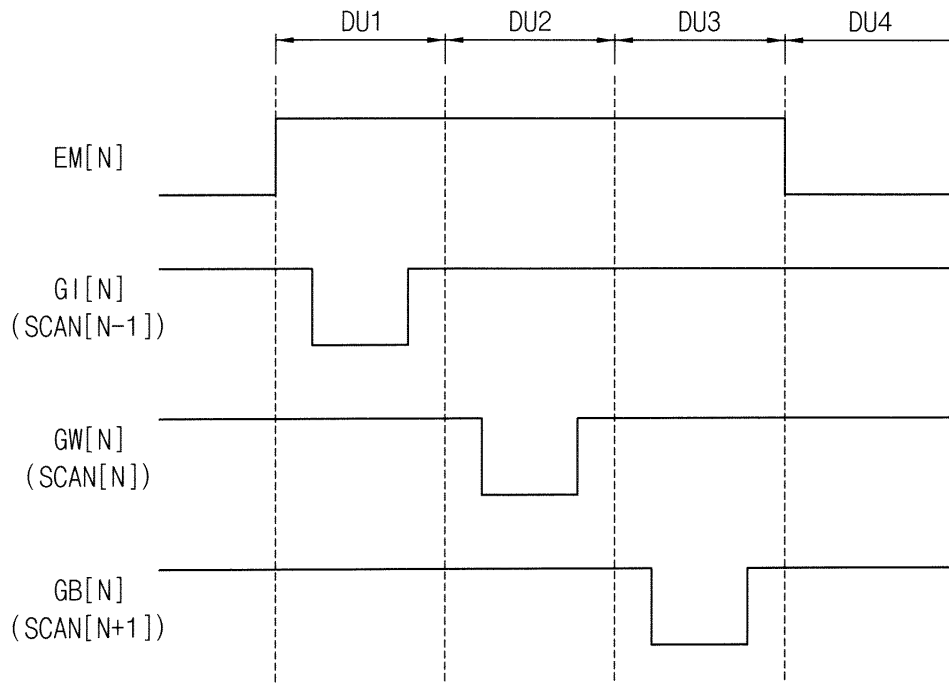 DU1 DU2 DU3 DU4
EM[N]
GI[N]
(SCAN[N-1])
GW[N]
(SCAN[N])
GB[N]
(SCAN[N+1])